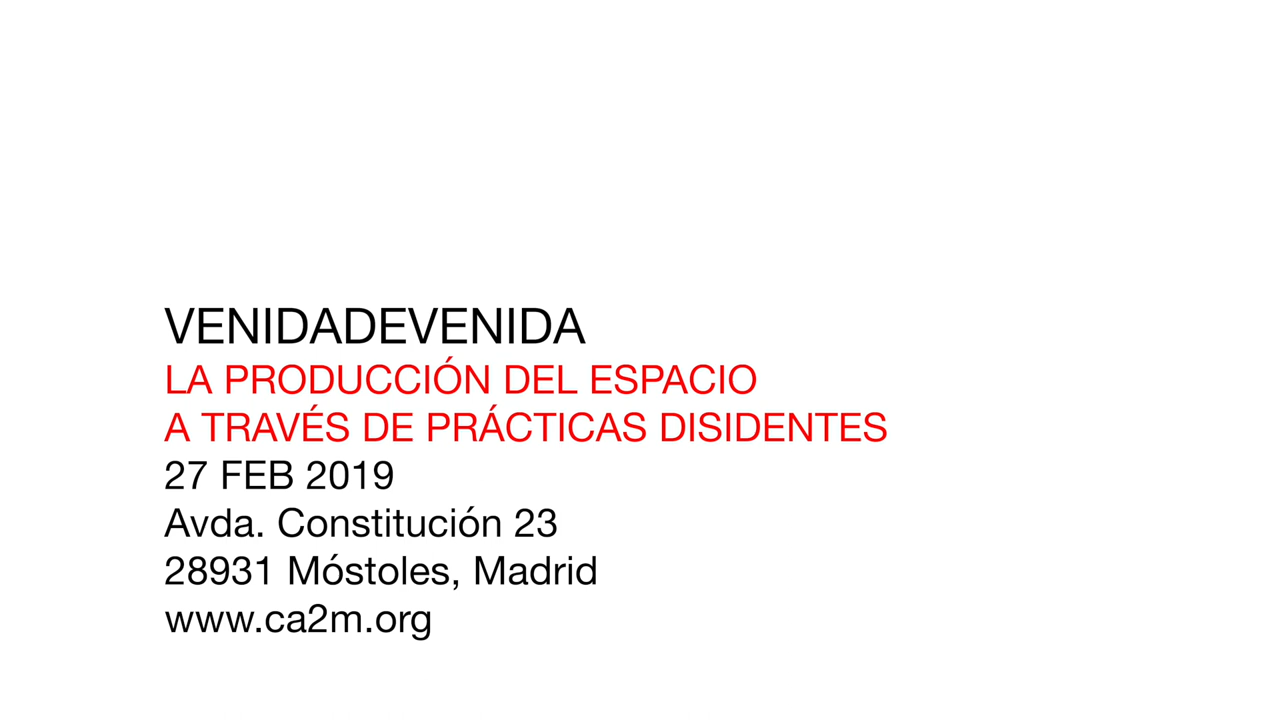 VENIDADEVENIDA
LA PRODUCCIÓN DEL ESPACIO
A TRAVÉS DE PRÁCTICAS DISIDENTES
27 FEB 2019
Avda. Constitución 23
28931 Móstoles, Madrid
www.ca2m.org